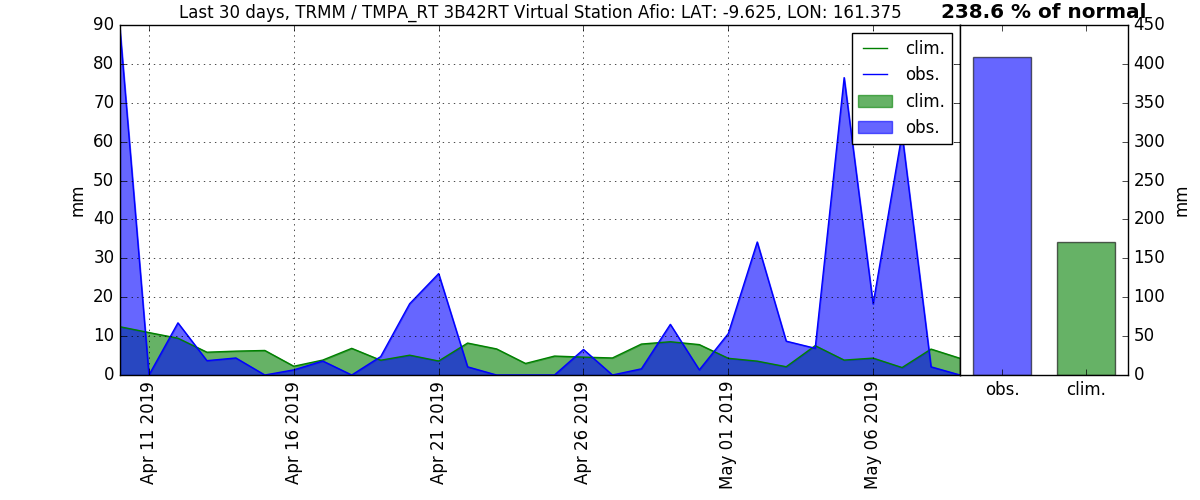 Last 30 days, TRMM / TMPA_RT 3B42RT Virtual Station Afio: LAT: -9.625, LON: 161.375
238.6 % of normal
90
80
70
60
50
40
30
20
10
0
mm
clim.
obs.
clim.
obs.
450
400
350
300
250
200
150
100
50
0
mm
Apr 11 2019
Apr 16 2019
Apr 21 2019
Apr 26 2019
May 01 2019
May 06 2019
obs.
clim.